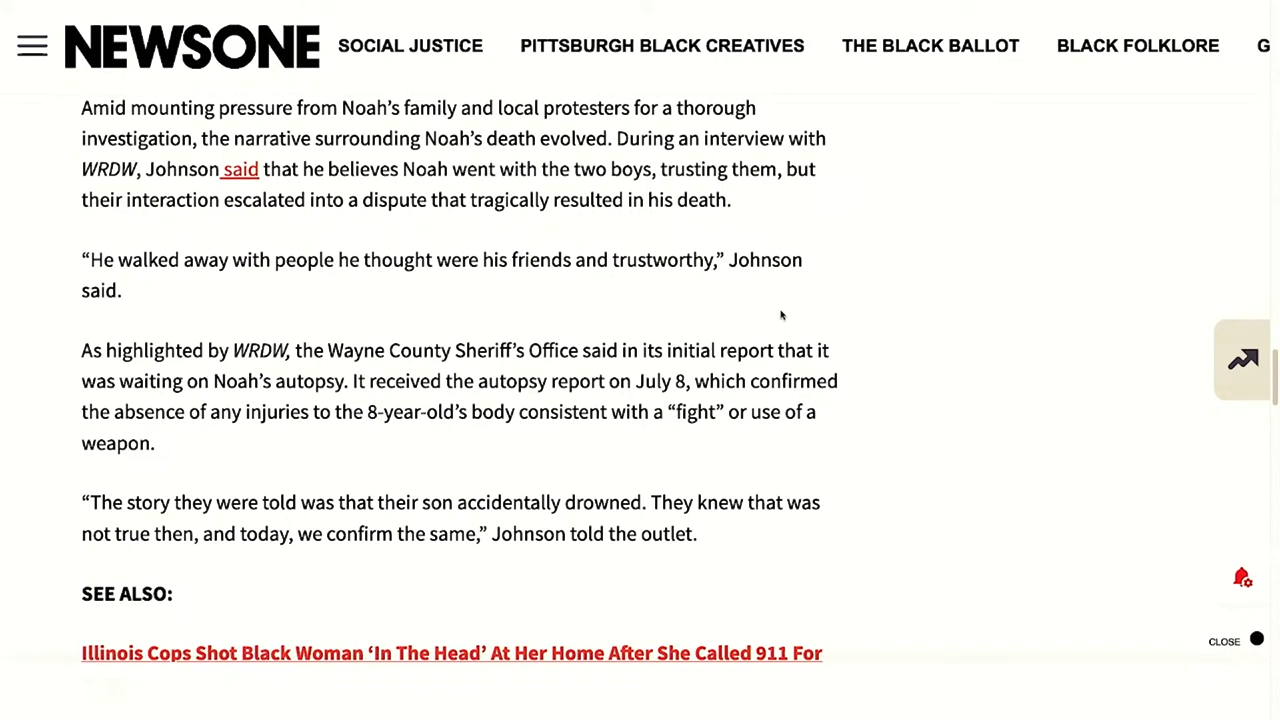 NEWSONE SOCIAL JUSTICE PITTSBURGH BLACK CREATIVES THE BLACK BALLOT BLACK FOLKLORE G
Amid mounting pressure from Noah’s family and local protesters for a thorough
investigation, the narrative surrounding Noah’s death evolved. During an interview with
WRDW, Johnson said that he believes Noah went with the two boys, trusting them, but
their interaction escalated into a dispute that tragically resulted in his death.
“He walked away with people he thought were his friends and trustworthy,” Johnson
said.
As highlighted by WRDW, the Wayne County Sheriff’s Office said in its initial report that it
was waiting on Noah’s autopsy. It received the autopsy report on July 8, which confirmed
the absence of any injuries to the 8-year-old’s body consistent with a “fight” or use of a
weapon.
“The story they were told was that their son accidentally drowned. They knew that was
not true then, and today, we confirm the same,” Johnson told the outlet.
SEE ALSO:
CLOSE
Illinois Cops Shot Black Woman ‘In The Head’ At Her Home After She Called 911 For